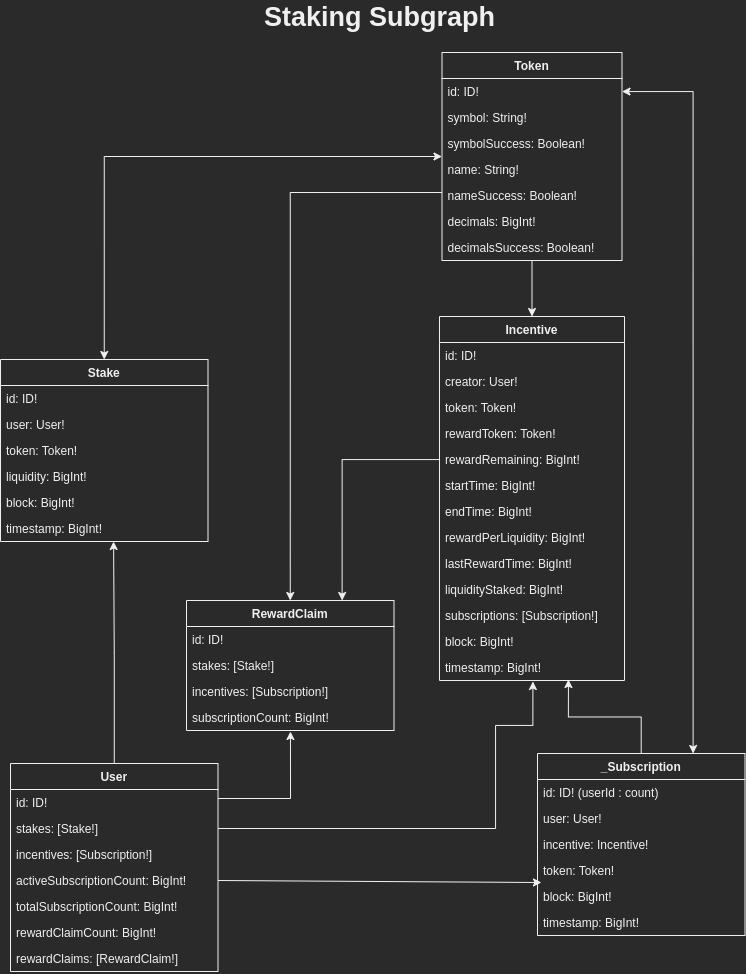 Staking Subgraph
Token
id: ID!
symbol: String!
symbolSuccess: Boolean!
name: String!
nameSuccess: Boolean!
decimals: BigInt!
decimalsSuccess: Boolean!
Incentive
id: ID!
creator: User!
token: Token!
rewardToken: Token!
rewardRemaining: BigInt!
startTime: BigInt!
endTime: BigInt!
rewardPerLiquidity: BigInt!
lastRewardTime: BigInt!
liquidityStaked: BigInt!
subscriptions: [Subscription!]
block: BigInt!
timestamp: BigInt!
Stake
id: ID!
user: User!
token: Token!
liquidity: BigInt!
block: BigInt!
timestamp: BigInt!
RewardClaim
id: ID!
stakes: [Stake!]
incentives: [Subscription!]
subscriptionCount: BigInt!
User
id: ID!
stakes: [Stake!]
incentives: [Subscription!]
activeSubscriptionCount: BigInt!
totalSubscriptionCount: BigInt!
rewardClaimCount: BigInt!
rewardClaims: [RewardClaim!]
_Subscription
id: ID! (userId : count)
user: User!
incentive: Incentive!
token: Token!
block: BigInt!
timestamp: BigInt!